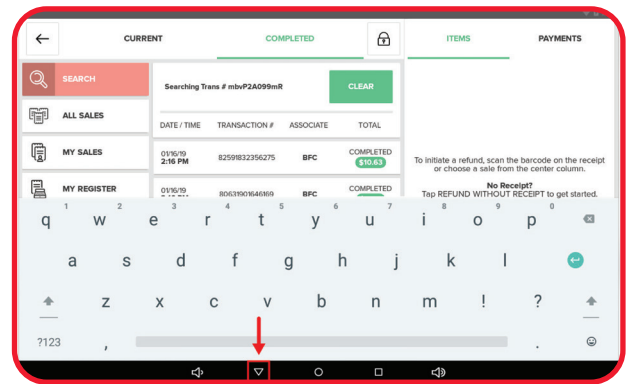 CURRENT COMPLETED ITEMS PAYMENTS
SEARCH
Searching Trans # mbvP2A099mR CLEAR
ALL SALES
DATE / TIME TRANSACTION # ASSOCIATE TOTAL
MY SALES
01/16/19 2:16 PM 82591832356275 BFC COMPLETED $10.63
To initiate a refund, scan the barcode on the receipt
or choose a sale from the center column.
MY REGISTER
01/16/19 80631901646169 BFC COMPLETED
No Receipt?
Tap REFUND WITHOUT RECEIPT to get started.
1 2 3 4 5 6 7 8 9 0
q w e r t y u i o p
a s d f g h j k l
z x c v b n m ! ?
?123 , .